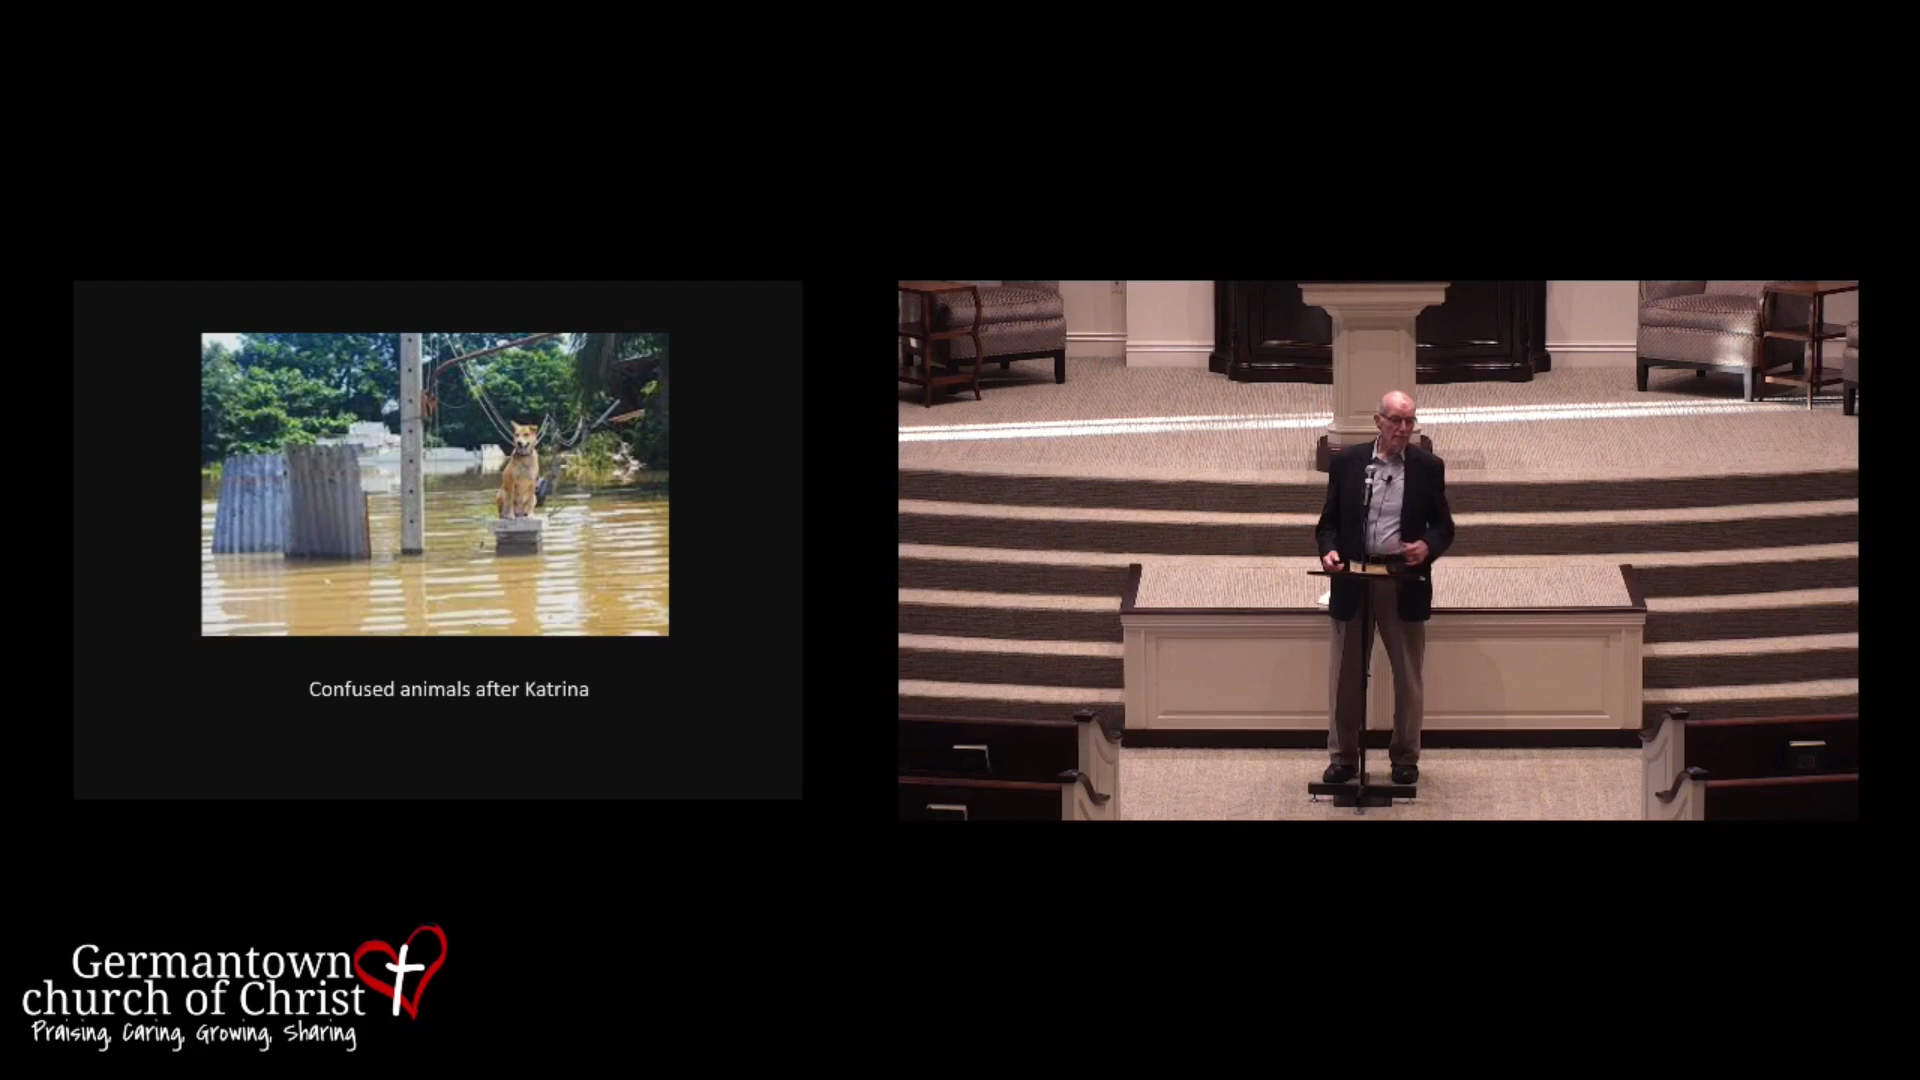 Confused animals after Katrina
Germantown
church of Christ
Praising, Caring, Growing, Sharing